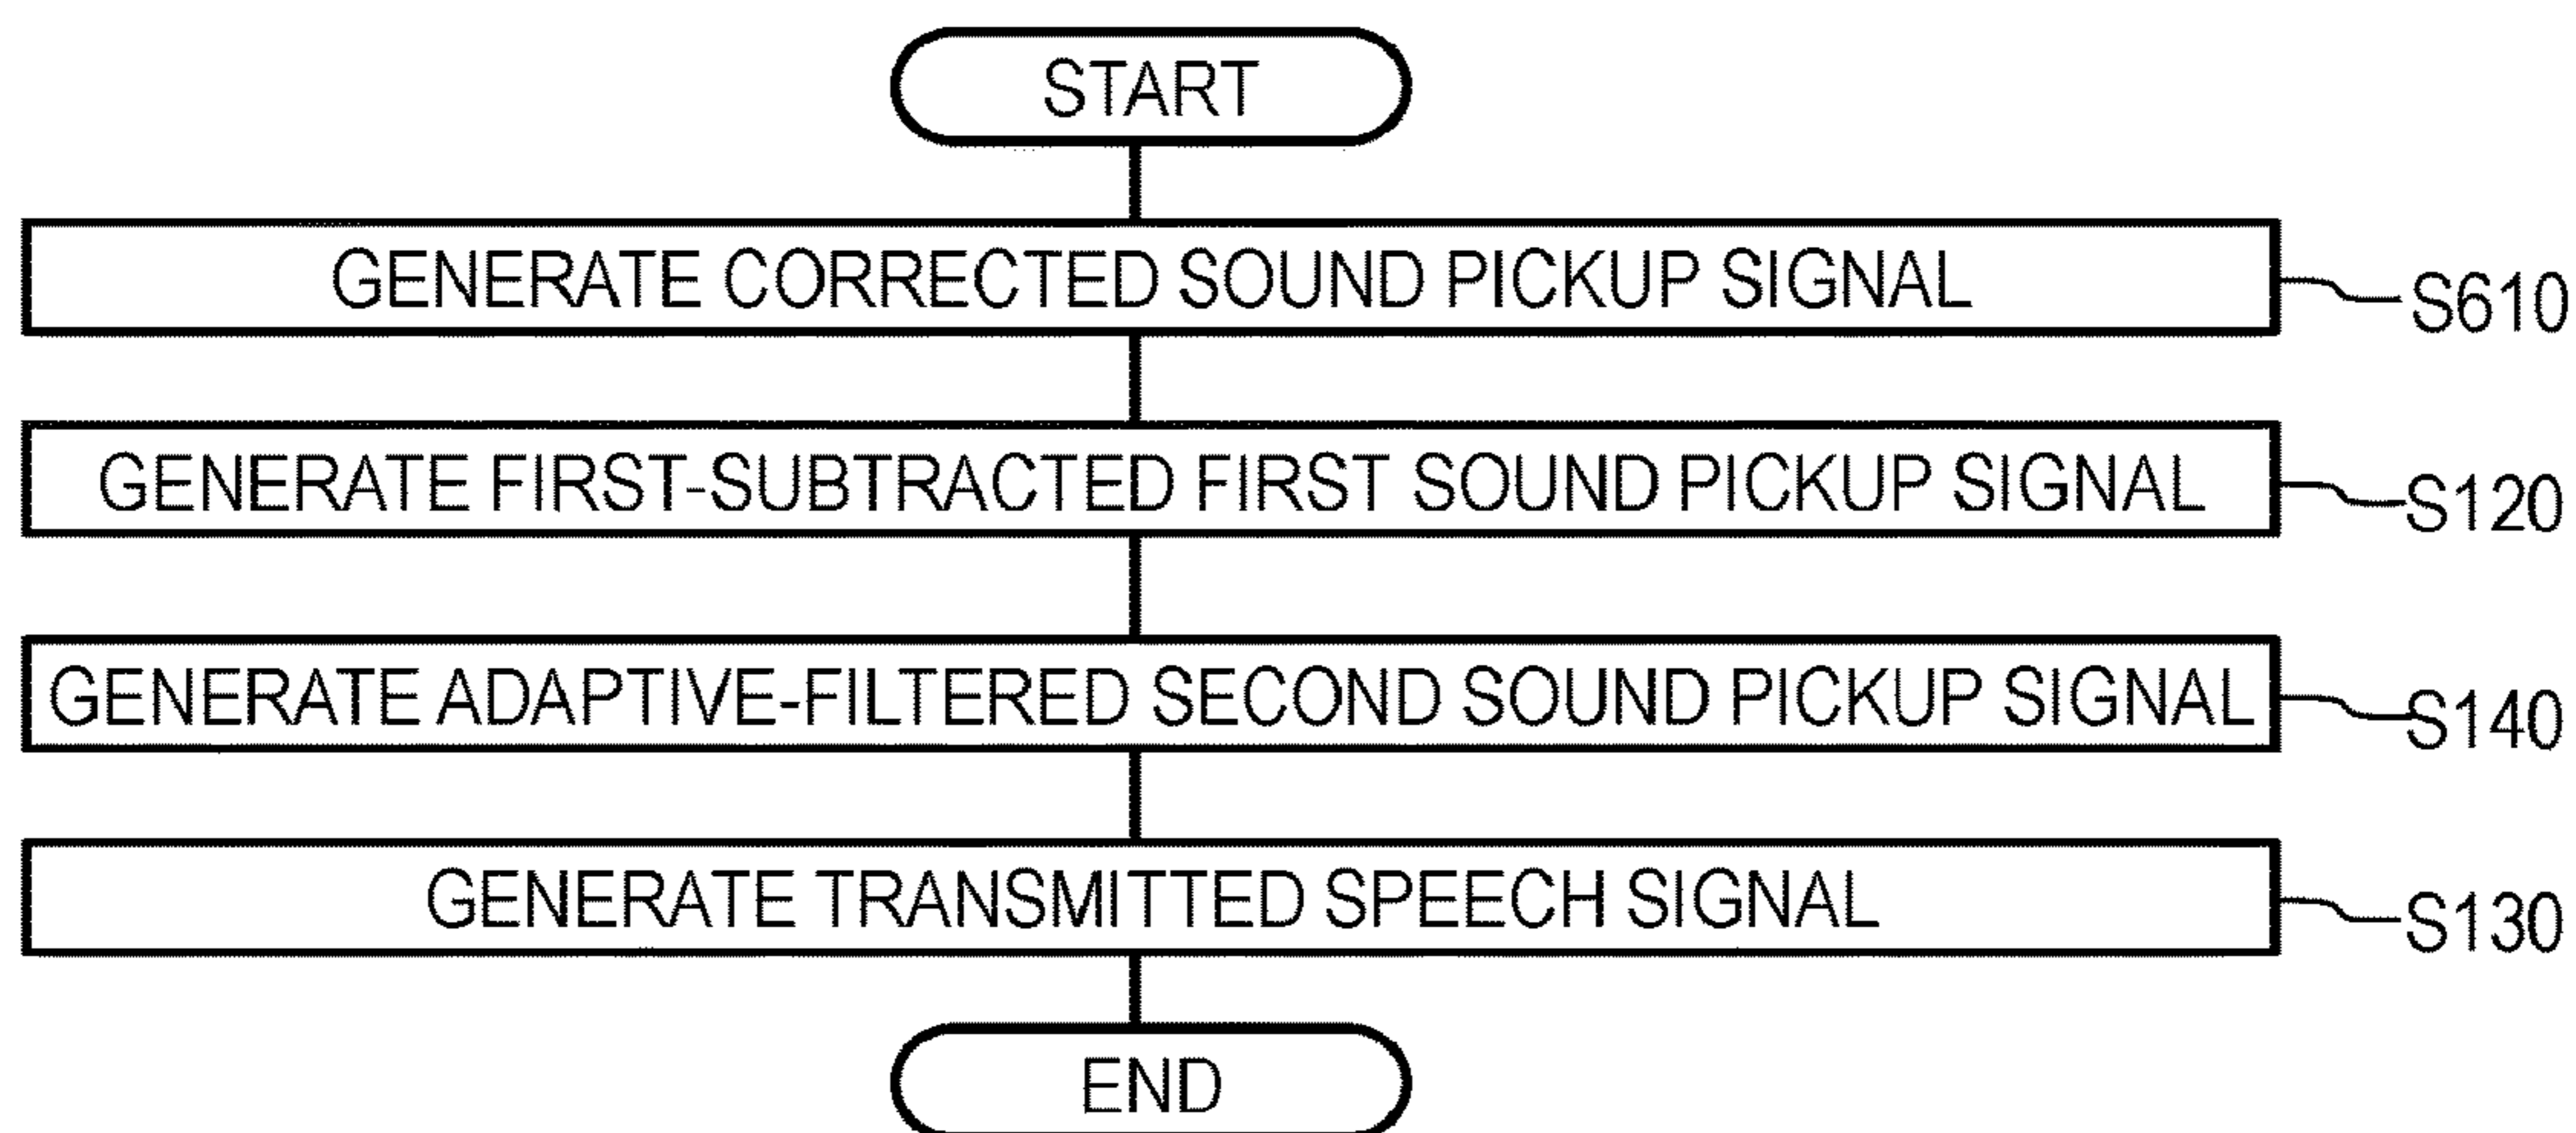 START
GENERATE CORRECTED SOUND PICKUP SIGNAL
S610
GENERATE FIRST-SUBTRACTED FIRST SOUND PICKUP SIGNAL
S120
GENERATE ADAPTIVE-FILTERED SECOND SOUND PICKUP SIGNAL
S140
GENERATE TRANSMITTED SPEECH SIGNAL
S130
END